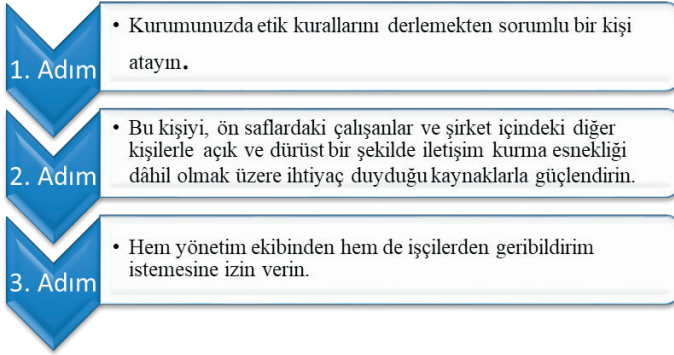 1. Adım
• Kurumunuzda etik kurallarını derlemekten sorumlu bir kişi
atayın.
2. Adım
• Bu kişiyi, ön saflardaki çalışanlar ve şirket içindeki diğer
kişilerle açık ve dürüst bir şekilde iletişim kurma esnekliği
dâhil olmak üzere ihtiyaç duyduğu kaynaklarla güçlendirin.
3. Adım
• Hem yönetim ekibinden hem de işçilerden geribildirim
istemesine izin verin.